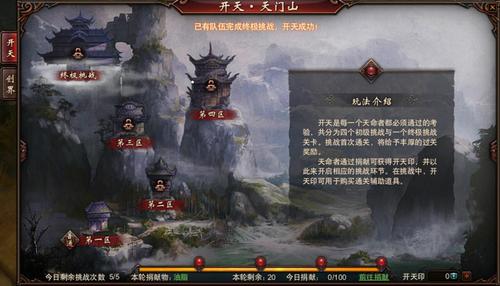 开天·天门山
已有队伍完成终极挑战，开天成功！
开天
创界
终极挑战
第四区
第三区
第二区
第一区
玩法介绍
开天是每一个天命者都必须通过的考
验，共分为四个初级挑战与一个终极挑战
关卡。挑战首次通关，将给予丰厚的过关
奖励。
天命者通过捐献可获得开天印，并以
此来开启相应的挑战环节。在挑战中，开
天印可用于购买通关辅助道具。
今日剩余挑战次数 5/5 本轮捐献物：油脂 本轮剩余：20 今日捐献： 0/100 前往捐献 开天印 0